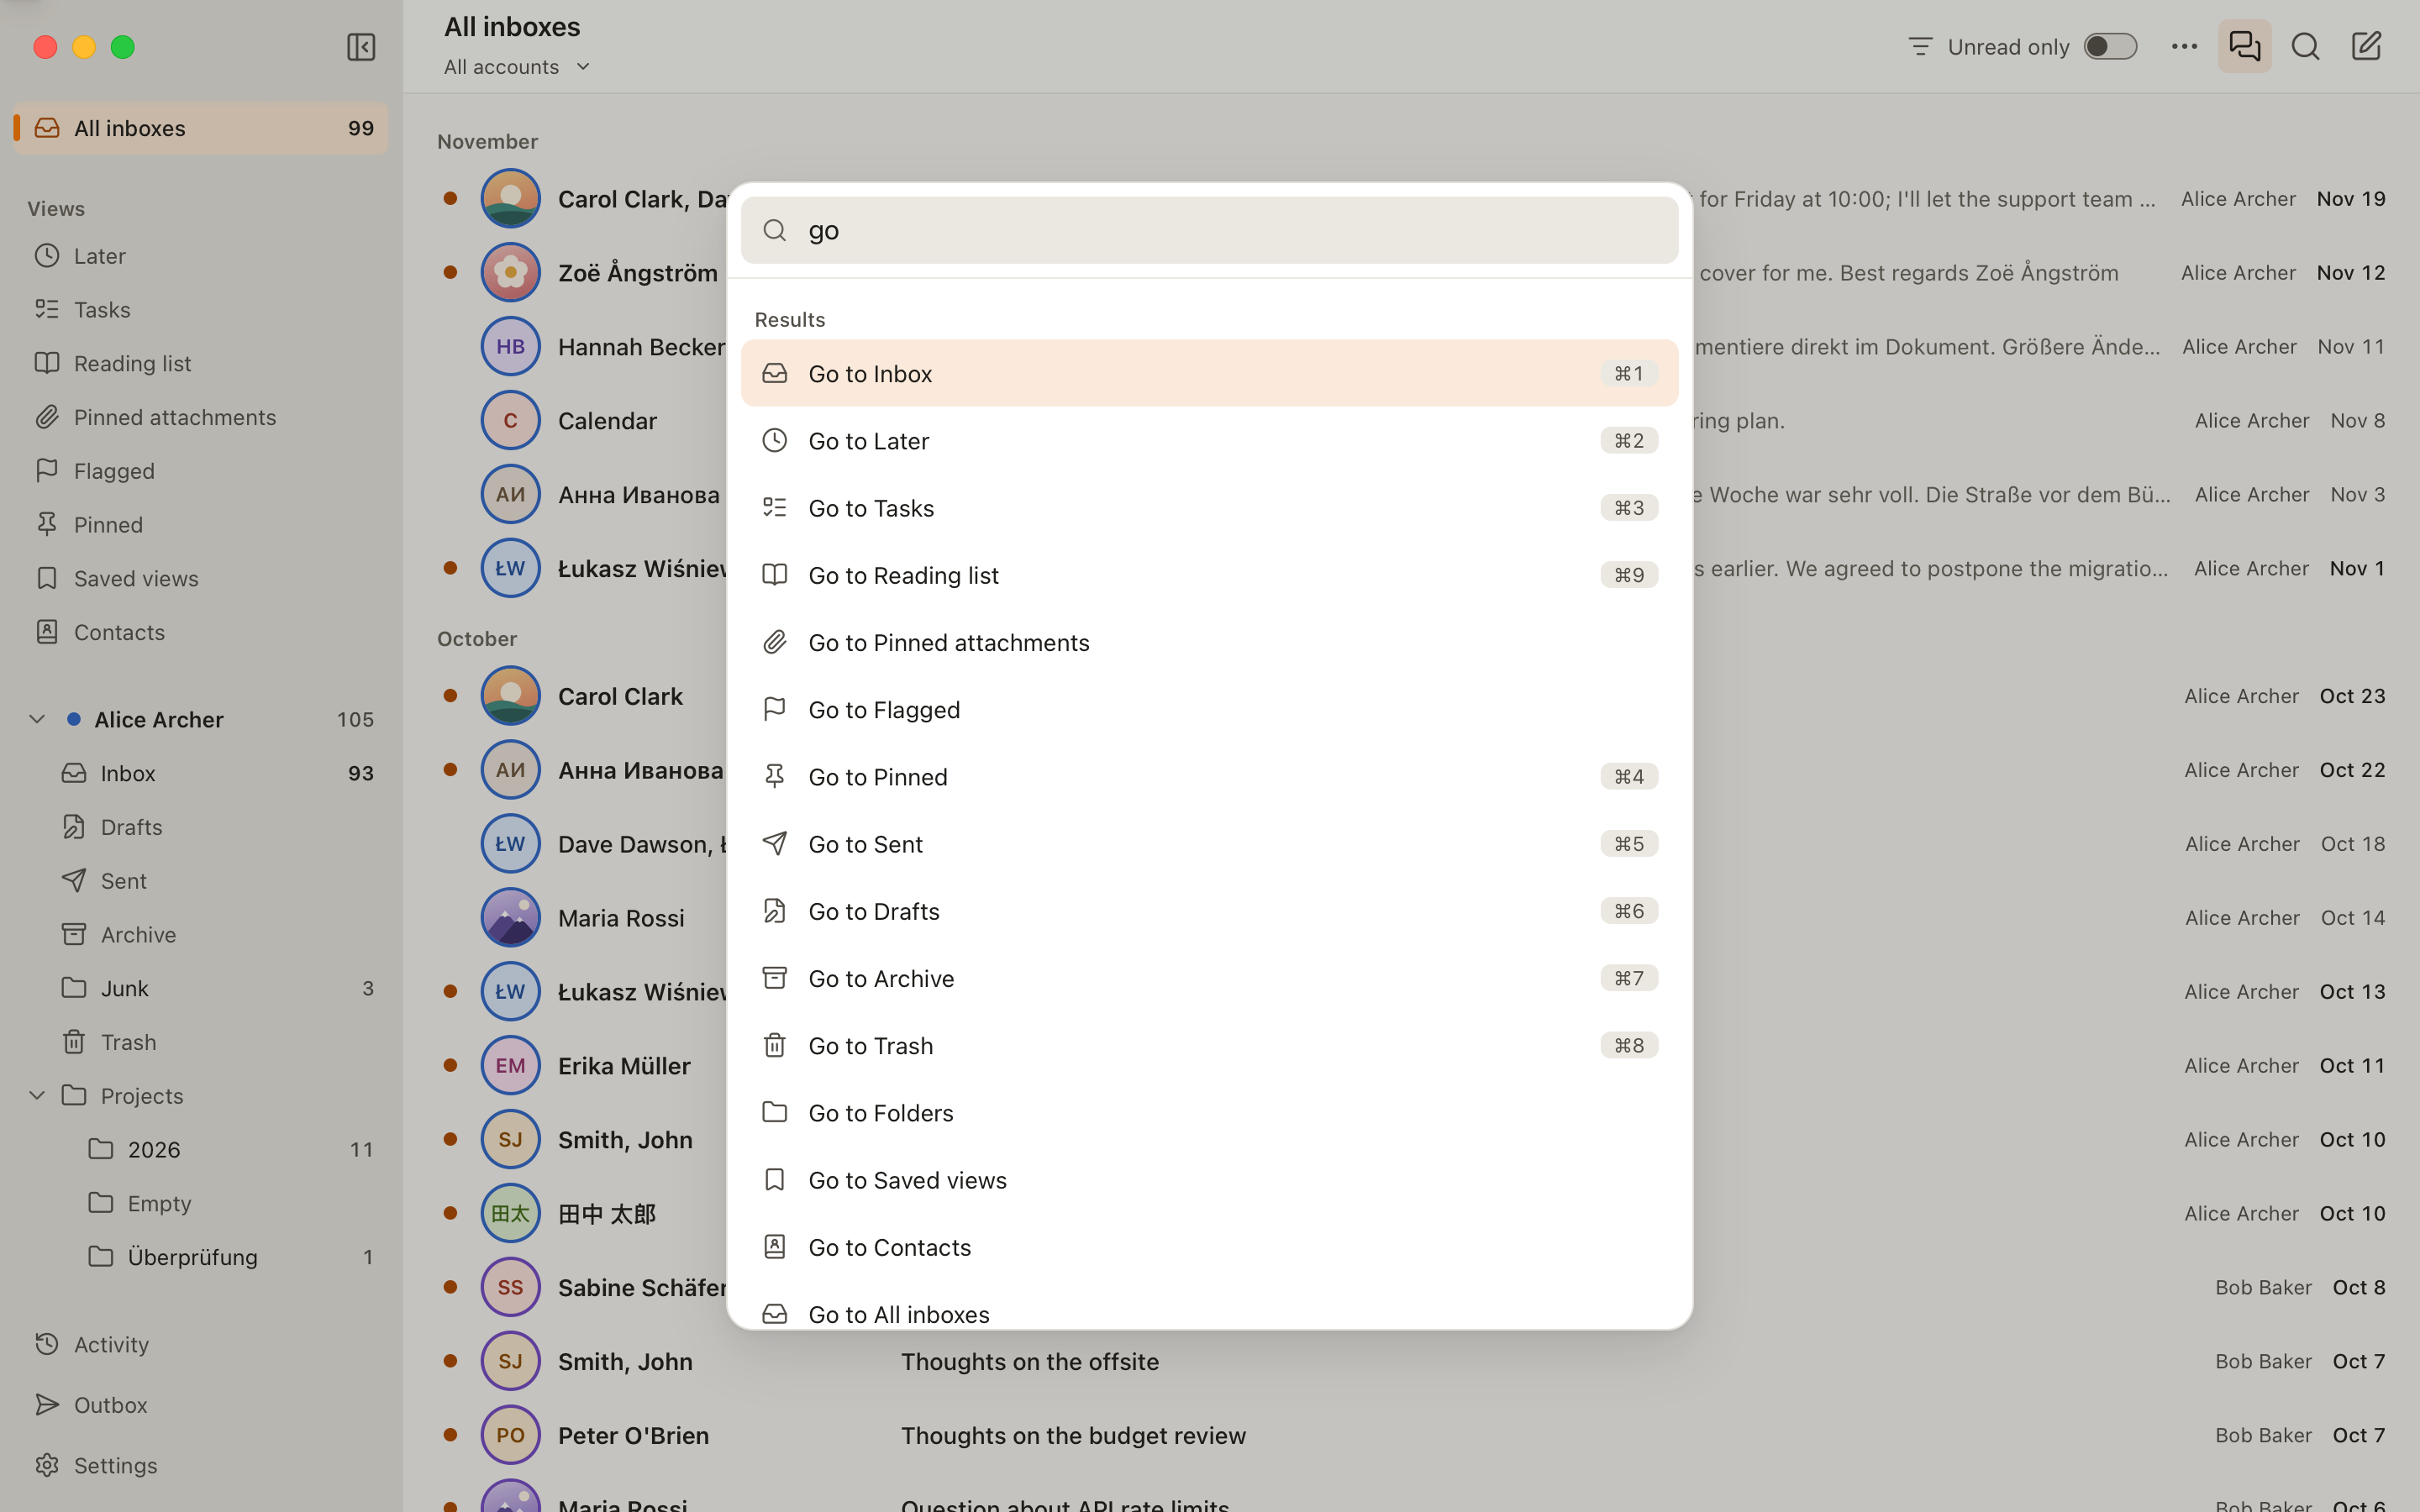 All inboxes
All accounts
Unread only
All inboxes 99
Views
Later
Tasks
Reading list
Pinned attachments
Flagged
Pinned
Saved views
Contacts
Alice Archer 105
Inbox 93
Drafts
Sent
Archive
Junk 3
Trash
Projects
2026 11
Empty
Überprüfung 1
Activity
Outbox
Settings
November
Carol Clark, for Friday at 10:00; I'll let the support team ... Alice Archer Nov 19
Zoë Ångström cover for me. Best regards Zoë Ångström Alice Archer Nov 12
HB Hannah Becker direkt im Dokument. Größere Ände... Alice Archer Nov 11
C Calendar plan. Alice Archer Nov 8
АИ Анна Иванова Woche war sehr voll. Die Straße vor dem Bü... Alice Archer Nov 3
ŁW Łukasz earlier. We agreed to postpone the migratio... Alice Archer Nov 1
October
Carol Clark Alice Archer Oct 23
АИ Анна Иванова Alice Archer Oct 22
ŁW Dave Dawson, Alice Archer Oct 18
Maria Rossi Alice Archer Oct 14
ŁW Łukasz Alice Archer Oct 13
EM Erika Müller Alice Archer Oct 11
SJ Smith, John Alice Archer Oct 10
田太 田中 太郎 Alice Archer Oct 10
SS Sabine Schäfer Bob Baker Oct 8
SJ Smith, John Thoughts on the offsite Bob Baker Oct 7
PO Peter O'Brien Thoughts on the budget review Bob Baker Oct 7
Maria Rossi Question about API rate limits Bob Baker Oct 6
go
Results
Go to Inbox ⌘1
Go to Later ⌘2
Go to Tasks ⌘3
Go to Reading list ⌘9
Go to Pinned attachments
Go to Flagged
Go to Pinned ⌘4
Go to Sent ⌘5
Go to Drafts ⌘6
Go to Archive ⌘7
Go to Trash ⌘8
Go to Folders
Go to Saved views
Go to Contacts
Go to All inboxes